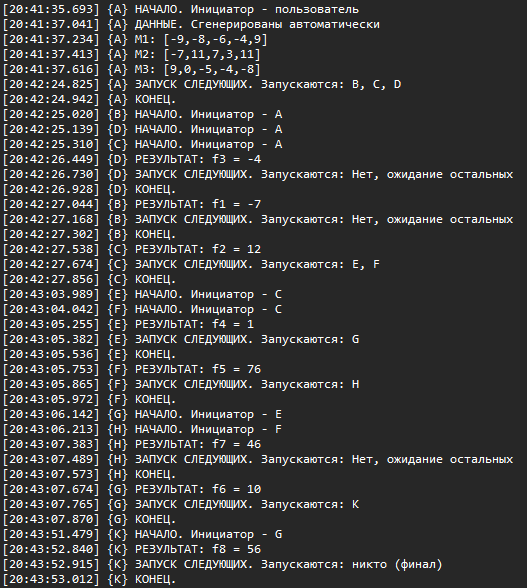 [20:41:35.693] {A} НАЧАЛО. Инициатор - пользователь
[20:41:37.041] {A} ДАННЫЕ. Сгенерированы автоматически
[20:41:37.234] {A} M1: [-9,-8,-6,-4,9]
[20:41:37.413] {A} M2: [-7,11,7,3,11]
[20:41:37.616] {A} M3: [9,0,-5,-4,-8]
[20:42:24.825] {A} ЗАПУСК СЛЕДУЮЩИХ. Запускаются: B, C, D
[20:42:24.942] {A} КОНЕЦ.
[20:42:25.020] {B} НАЧАЛО. Инициатор - A
[20:42:25.139] {D} НАЧАЛО. Инициатор - A
[20:42:25.310] {C} НАЧАЛО. Инициатор - A
[20:42:26.449] {D} РЕЗУЛЬТАТ: f3 = -4
[20:42:26.730] {D} ЗАПУСК СЛЕДУЮЩИХ. Запускаются: Нет, ожидание остальных
[20:42:26.928] {D} КОНЕЦ.
[20:42:27.044] {B} РЕЗУЛЬТАТ: f1 = -7
[20:42:27.168] {B} ЗАПУСК СЛЕДУЮЩИХ. Запускаются: Нет, ожидание остальных
[20:42:27.302] {B} КОНЕЦ.
[20:42:27.538] {C} РЕЗУЛЬТАТ: f2 = 12
[20:42:27.674] {C} ЗАПУСК СЛЕДУЮЩИХ. Запускаются: E, F
[20:42:27.856] {C} КОНЕЦ.
[20:43:03.989] {E} НАЧАЛО. Инициатор - C
[20:43:04.042] {F} НАЧАЛО. Инициатор - C
[20:43:05.255] {E} РЕЗУЛЬТАТ: f4 = 1
[20:43:05.382] {E} ЗАПУСК СЛЕДУЮЩИХ. Запускаются: G
[20:43:05.536] {E} КОНЕЦ.
[20:43:05.753] {F} РЕЗУЛЬТАТ: f5 = 76
[20:43:05.865] {F} ЗАПУСК СЛЕДУЮЩИХ. Запускаются: H
[20:43:05.972] {F} КОНЕЦ.
[20:43:06.142] {G} НАЧАЛО. Инициатор - E
[20:43:06.213] {H} НАЧАЛО. Инициатор - F
[20:43:07.383] {H} РЕЗУЛЬТАТ: f7 = 46
[20:43:07.489] {H} ЗАПУСК СЛЕДУЮЩИХ. Запускаются: Нет, ожидание остальных
[20:43:07.573] {H} КОНЕЦ.
[20:43:07.674] {G} РЕЗУЛЬТАТ: f6 = 10
[20:43:07.765] {G} ЗАПУСК СЛЕДУЮЩИХ. Запускаются: K
[20:43:07.870] {G} КОНЕЦ.
[20:43:51.479] {K} НАЧАЛО. Инициатор - G
[20:43:52.840] {K} РЕЗУЛЬТАТ: f8 = 56
[20:43:52.915] {K} ЗАПУСК СЛЕДУЮЩИХ. Запускаются: никто (финал)
[20:43:53.012] {K} КОНЕЦ.